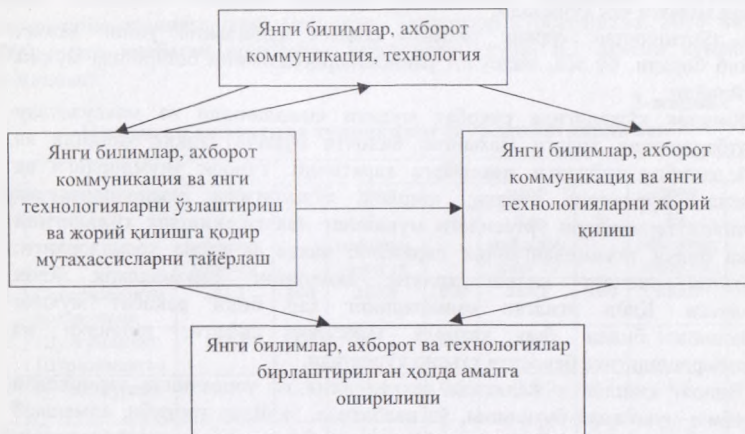 Янги билимлар, ахборот
коммуникация, технология
Янги билимлар, ахборот
коммуникация ва янги
технологияларни ўзлаштириш
ва жорий қилишга қодир
мутахассисларни тайёрлаш
Янги билимлар, ахборот
коммуникация ва янги
технологияларни жорий
қилиш
Янги билимлар, ахборот ва технологиялар
бирлаштирилган ҳолда амалга
оширилиши